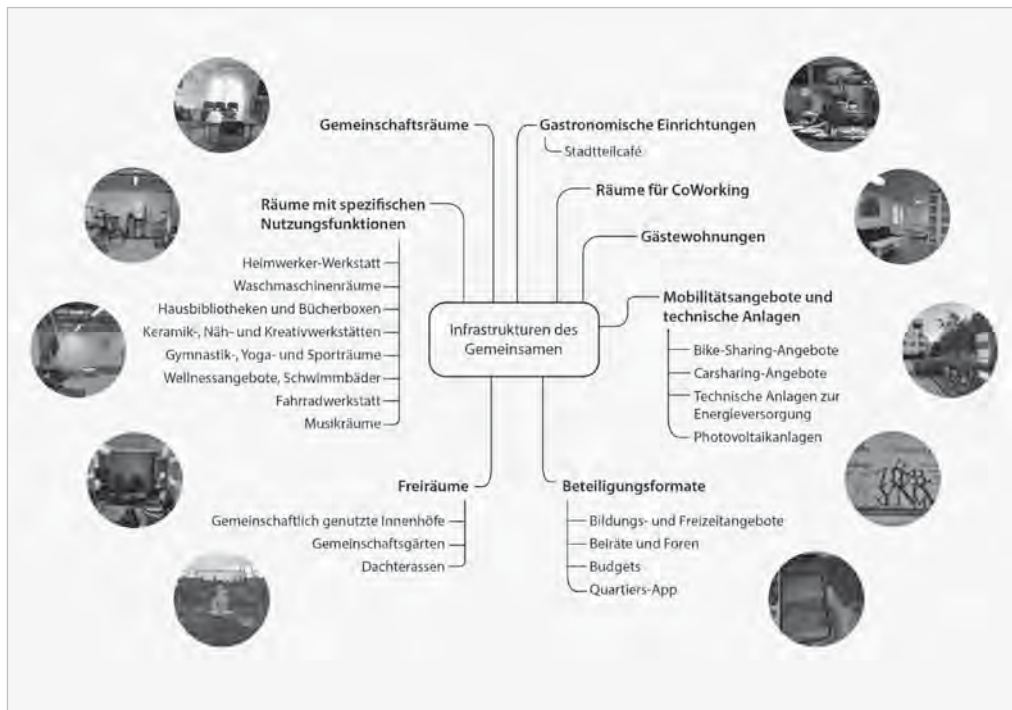 Gemeinschaftsräume
Räume mit spezifischen
Nutzungsfunktionen
Heimwerker-Werkstatt
Waschmaschinenräume
Hausbibliotheken und Bücherboxen
Keramik-, Näh- und Kreativwerkstätten
Gymnastik-, Yoga- und Sporträume
Wellnessangebote, Schwimmbäder
Fahrradwerkstatt
Musikräume
Freiräume
Gemeinschaftlich genutzte Innenhöfe
Gemeinschaftsgärten
Dachterassen
Infrastrukturen des
Gemeinsamen
Gastronomische Einrichtungen
Stadtteilcafé
Räume für CoWorking
Gästewohnungen
Mobilitätsangebote und
technische Anlagen
Bike-Sharing-Angebote
Carsharing-Angebote
Technische Anlagen zur
Energieversorgung
Photovoltaikanlagen
Beteiligungsformate
Bildungs- und Freizeitangebote
Beiräte und Foren
Budgets
Quartiers-App